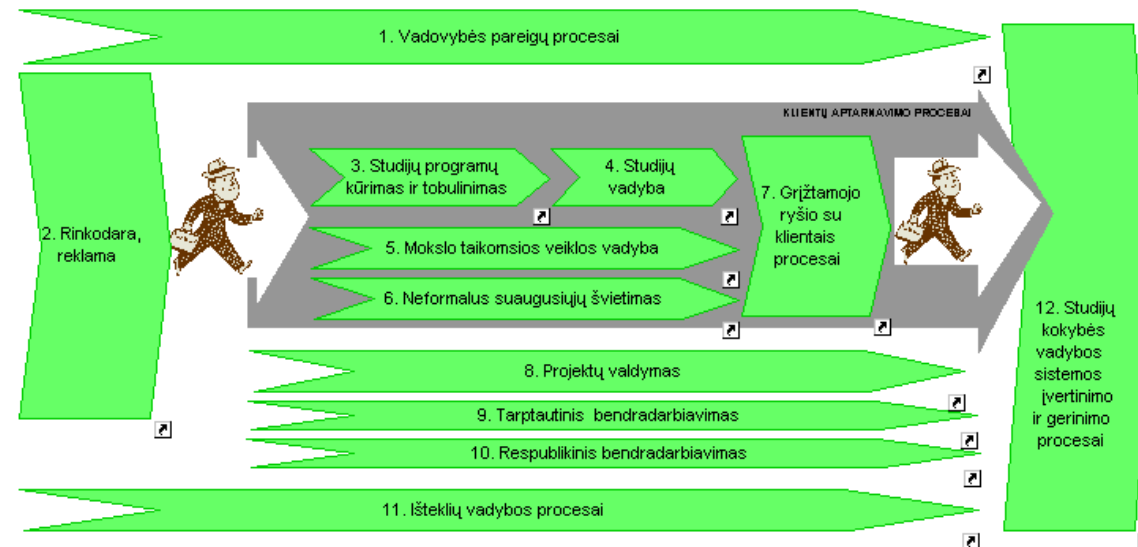 1. Vadovybės pareigų procesai
KLIENTŲ APTARNAVIMO PROCESAI
2. Rinkodara,
reklama
3. Studijų programų
kūrimas ir tobulinimas
4. Studijų
vadyba
5. Mokslo taikomsios veiklos vadyba
6. Neformalus suaugusiųjų švietimas
7. Grįžtamojo
ryšio su
klientais
procesai
8. Projektų valdymas
9. Tarptautinis bendradarbiavimas
10. Respublikinis bendradarbiavimas
11. Išteklių vadybos procesai
12. Studijų
kokybės
vadybos
sistemos
įvertinimo
ir gerinimo
procesai